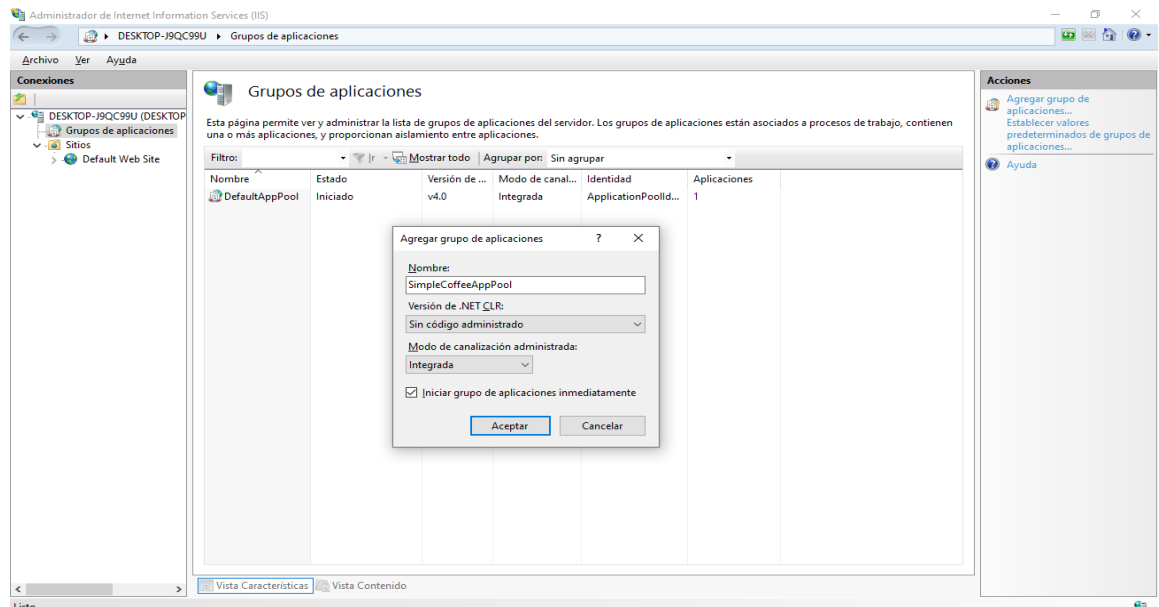 Administrador de Internet Information Services (IIS)
DESKTOP-J9QC99U
Grupos de aplicaciones
Archivo Ver Ayuda
Conexiones
DESKTOP-J9QC99U (DESKTOP
Grupos de aplicaciones
Sitios
Default Web Site
Grupos de aplicaciones
Esta página permite ver y administrar la lista de grupos de aplicaciones del servidor. Los grupos de aplicaciones están asociados a procesos de trabajo, contienen
una o más aplicaciones, y proporcionan aislamiento entre aplicaciones.
Filtro: Ir Mostrar todo Agrupar por: Sin agrupar
Nombre Estado Versión de ... Modo de canal... Identidad Aplicaciones
DefaultAppPool Iniciado v4.0 Integrada ApplicationPoolId... 1
Agregar grupo de aplicaciones ?
Nombre:
SimpleCoffeeAppPool
Versión de .NET CLR:
Sin código administrado
Modo de canalización administrada:
Integrada
Iniciar grupo de aplicaciones inmediatamente
Aceptar Cancelar
Vista Características Vista Contenido
Acciones
Agregar grupo de
aplicaciones...
Establecer valores
predeterminados de grupos de
aplicaciones...
Ayuda
Listo